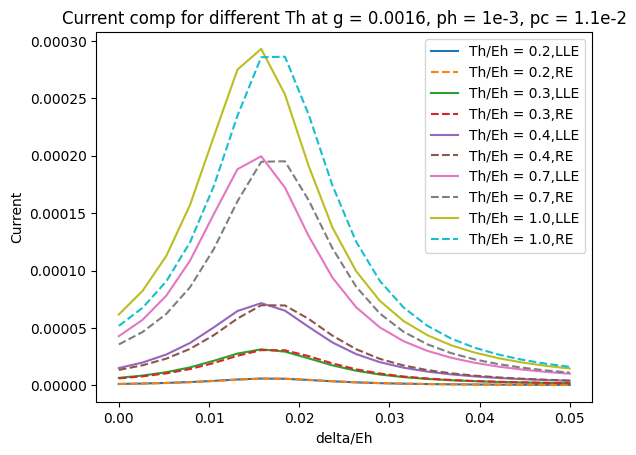 Current comp for different Th at g = 0.0016, ph = 1e-3, pc = 1.1e-2
0.00030
0.00025
0.00020
0.00015
0.00010
0.00005
0.00000
Current
Th/Eh = 0.2,LLE
Th/Eh = 0.2,RE
Th/Eh = 0.3,LLE
Th/Eh = 0.3,RE
Th/Eh = 0.4,LLE
Th/Eh = 0.4,RE
Th/Eh = 0.7,LLE
Th/Eh = 0.7,RE
Th/Eh = 1.0,LLE
Th/Eh = 1.0,RE
0.00 0.01 0.02 0.03 0.04 0.05
delta/Eh